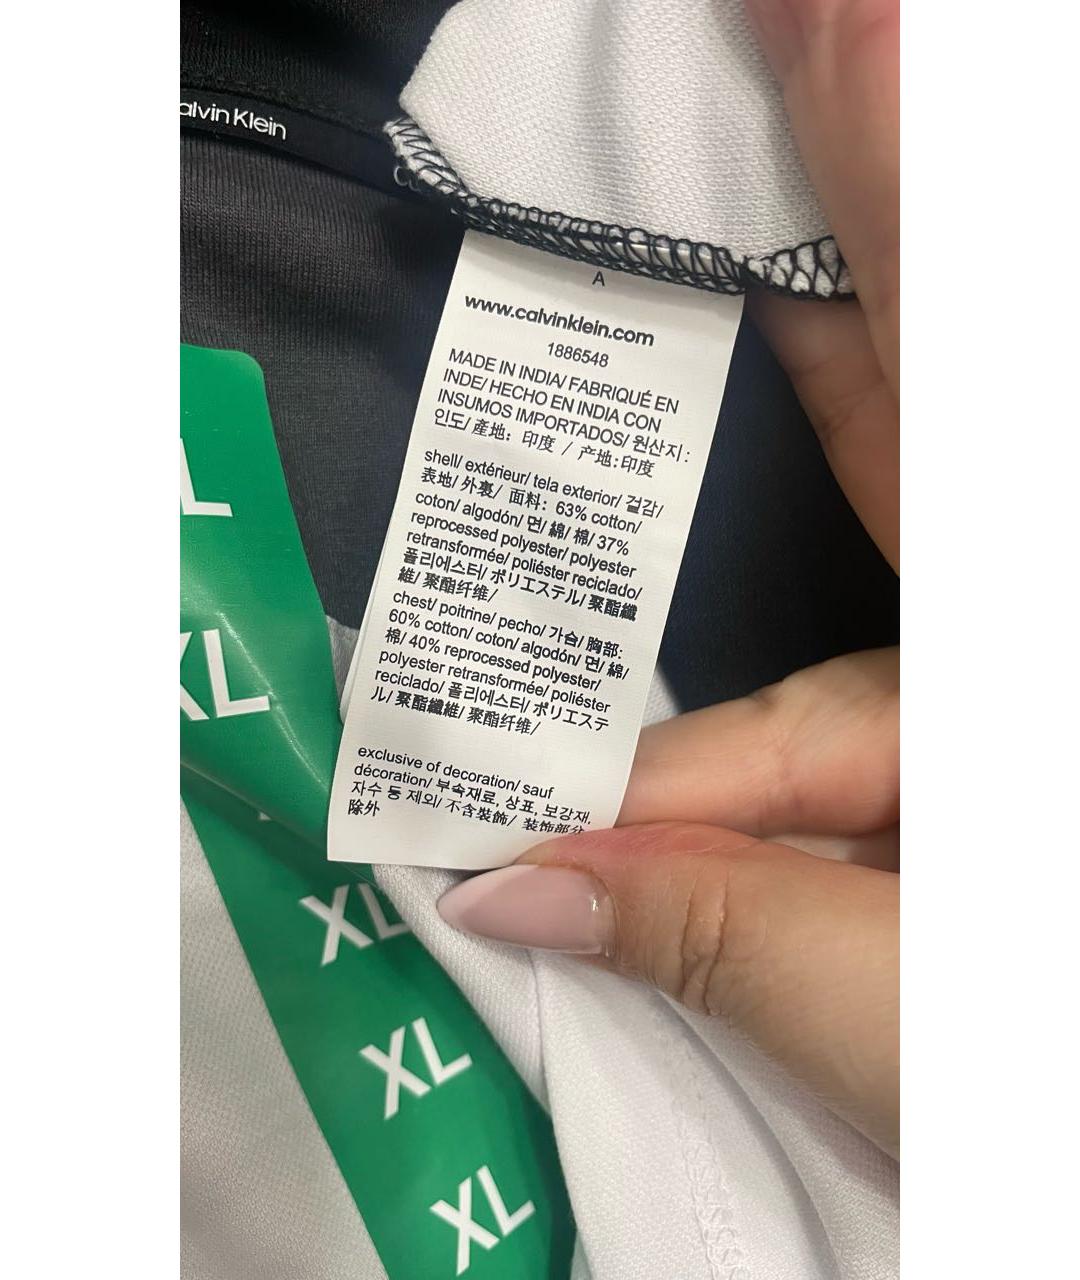 Calvin Klein
A
www.calvinklein.com
1886548
MADE IN INDIA/ FABRIQUÉ EN
INDE/ HECHO EN INDIA CON
INSUMOS IMPORTADOS/ 원산지:
인도/ 產地: 印度 / 产地:印度
shell/ extérieur/ tela exterior/ 겉감/
表地/ 外裏/ 面料: 63% cotton/
coton/ algodón/ 면/ 綿/ 棉/ 37%
reprocessed polyester/ polyester
retransformée/ poliéster reciclado/
폴리에스터/ ポリエステル/ 聚酯纖
維/ 聚酯纤维/
chest/ poitrine/ pecho/ 가슴/ 胸部:
60% cotton/ coton/ algodón/ 면/ 綿/
棉/ 40% reprocessed polyester/
polyester retransformée/ poliéster
reciclado/ 폴리에스터/ ポリエステ
ル/ 聚酯纖維/ 聚酯纤维/
exclusive of decoration/ sauf
décoration/ 부속재료, 상표, 보강재,
자수 등 제외/ 不含裝飾/ 装饰部分
除外
XL
XL
XL
XL
XL